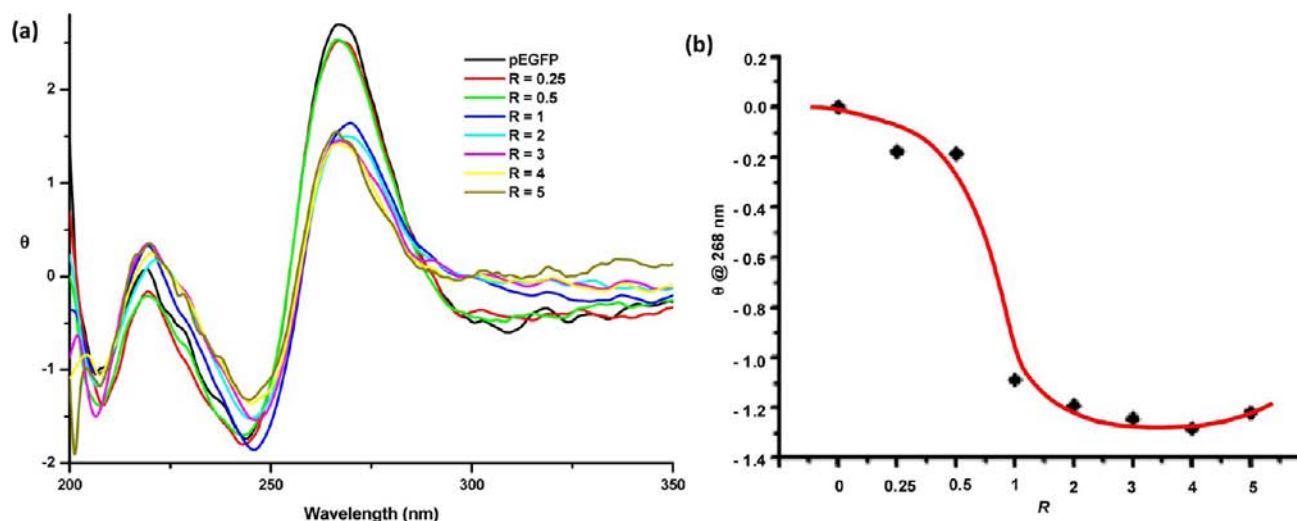 (a)
2
1
0
-1
-2
θ
200
250
300
350
Wavelength (nm)
pEGFP
R = 0.25
R = 0.5
R = 1
R = 2
R = 3
R = 4
R = 5
(b)
0.2
0.0
- 0.2
- 0.4
- 0.6
- 0.8
- 1.0
- 1.2
- 1.4
θ @ 268 nm
0
0.25
0.5
1
2
3
4
5
R